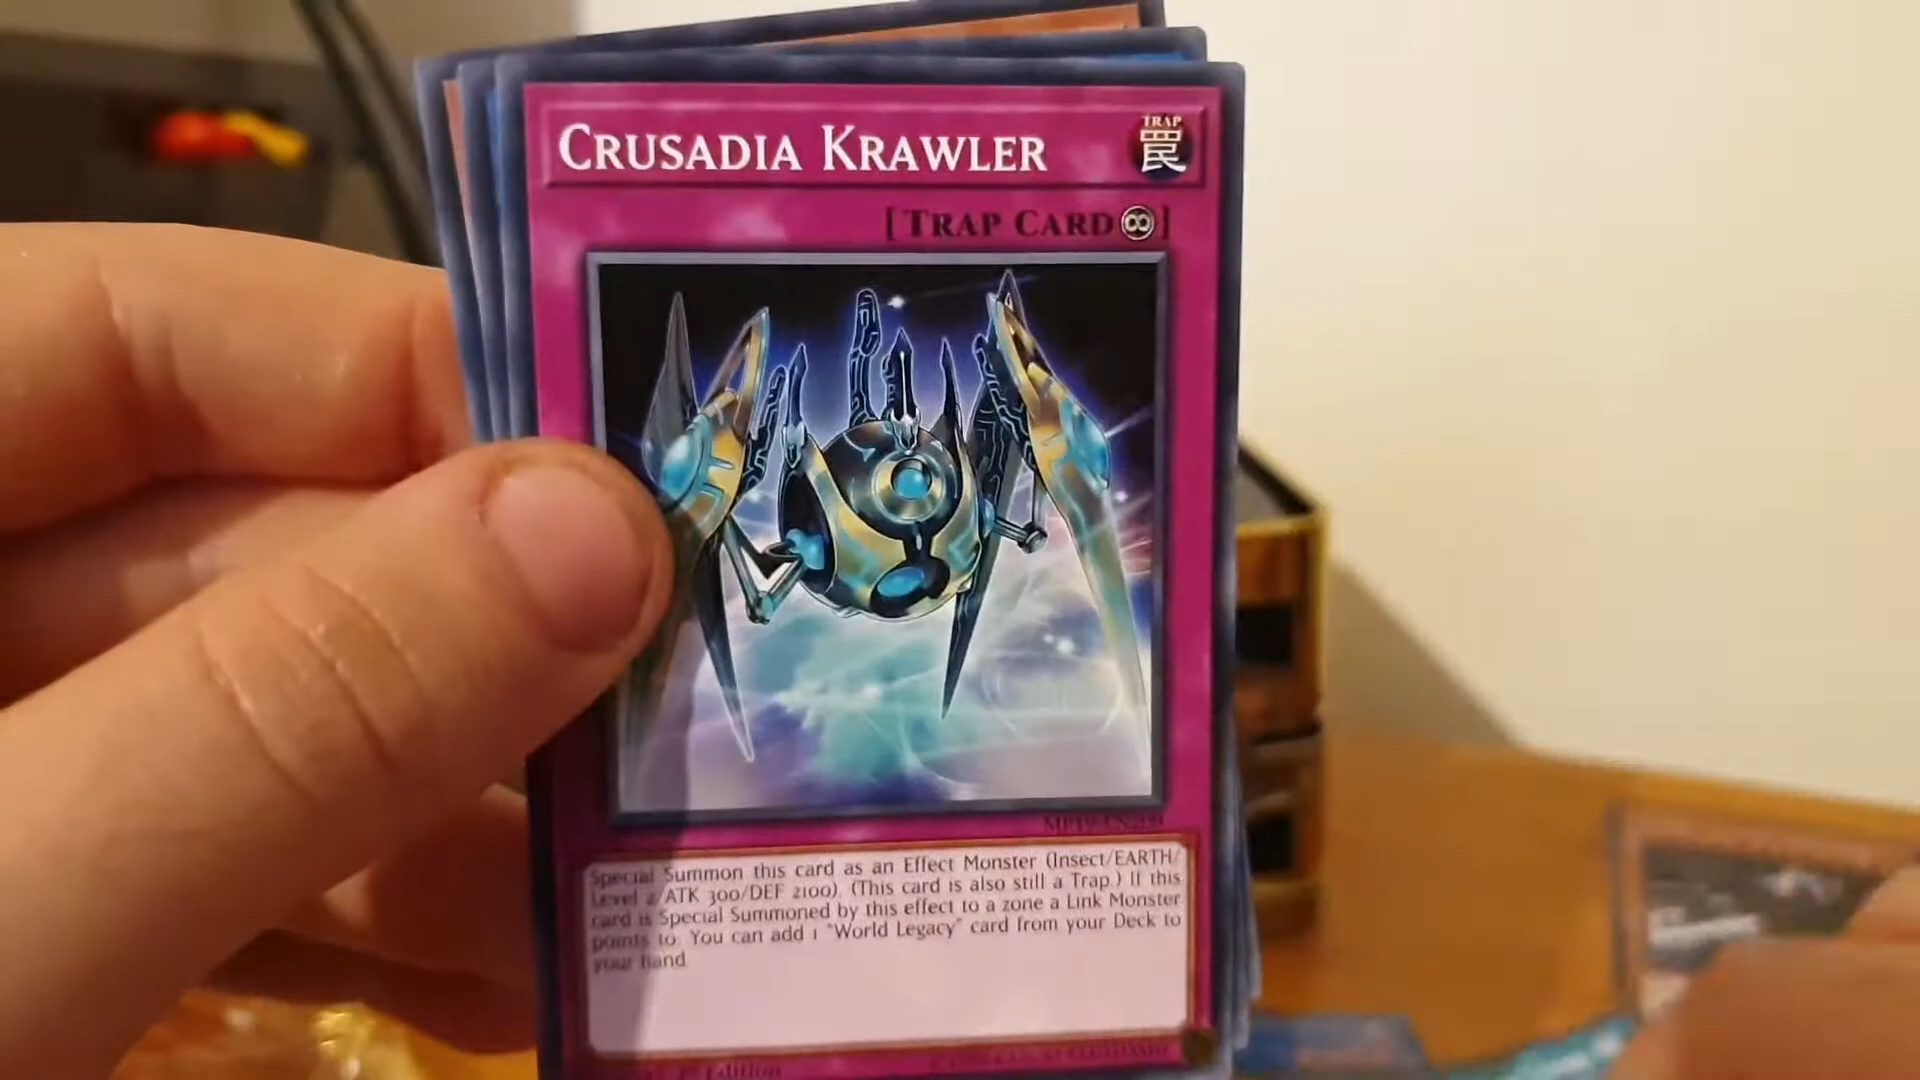 CRUSADIA KRAWLER
TRAP
罠
[TRAP CARD∞]
MP19-EN209
Special Summon this card as an Effect Monster (Insect/EARTH/
Level 2/ATK 300/DEF 2100). (This card is also still a Trap.) If this
card is Special Summoned by this effect to a zone a Link Monster
points to: You can add 1 "World Legacy" card from your Deck to
your hand.
1st Edition